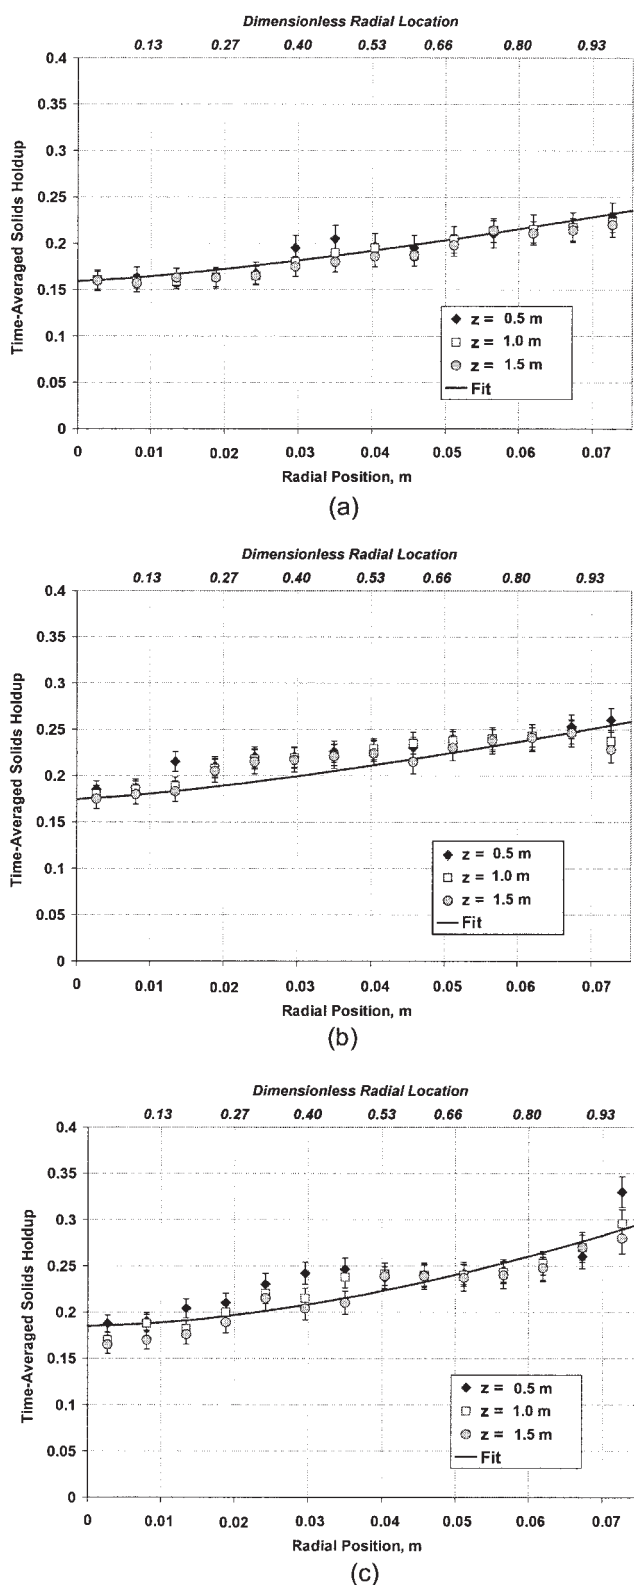 Dimensionless Radial Location
0.13 0.27 0.40 0.53 0.66 0.80 0.93
0.4
0.35
0.3
0.25
0.2
0.15
0.1
0.05
0
Time-Averaged Solids Holdup
z = 0.5 m
z = 1.0 m
z = 1.5 m
Fit
0 0.01 0.02 0.03 0.04 0.05 0.06 0.07
Radial Position, m
(a)
Dimensionless Radial Location
0.13 0.27 0.40 0.53 0.66 0.80 0.93
0.4
0.35
0.3
0.25
0.2
0.15
0.1
0.05
0
Time-Averaged Solids Holdup
z = 0.5 m
z = 1.0 m
z = 1.5 m
Fit
0 0.01 0.02 0.03 0.04 0.05 0.06 0.07
Radial Position, m
(b)
Dimensionless Radial Location
0.13 0.27 0.40 0.53 0.66 0.80 0.93
0.4
0.35
0.3
0.25
0.2
0.15
0.1
0.05
0
Time-Averaged Solids Holdup
z = 0.5 m
z = 1.0 m
z = 1.5 m
Fit
0 0.01 0.02 0.03 0.04 0.05 0.06 0.07
Radial Position, m
(c)